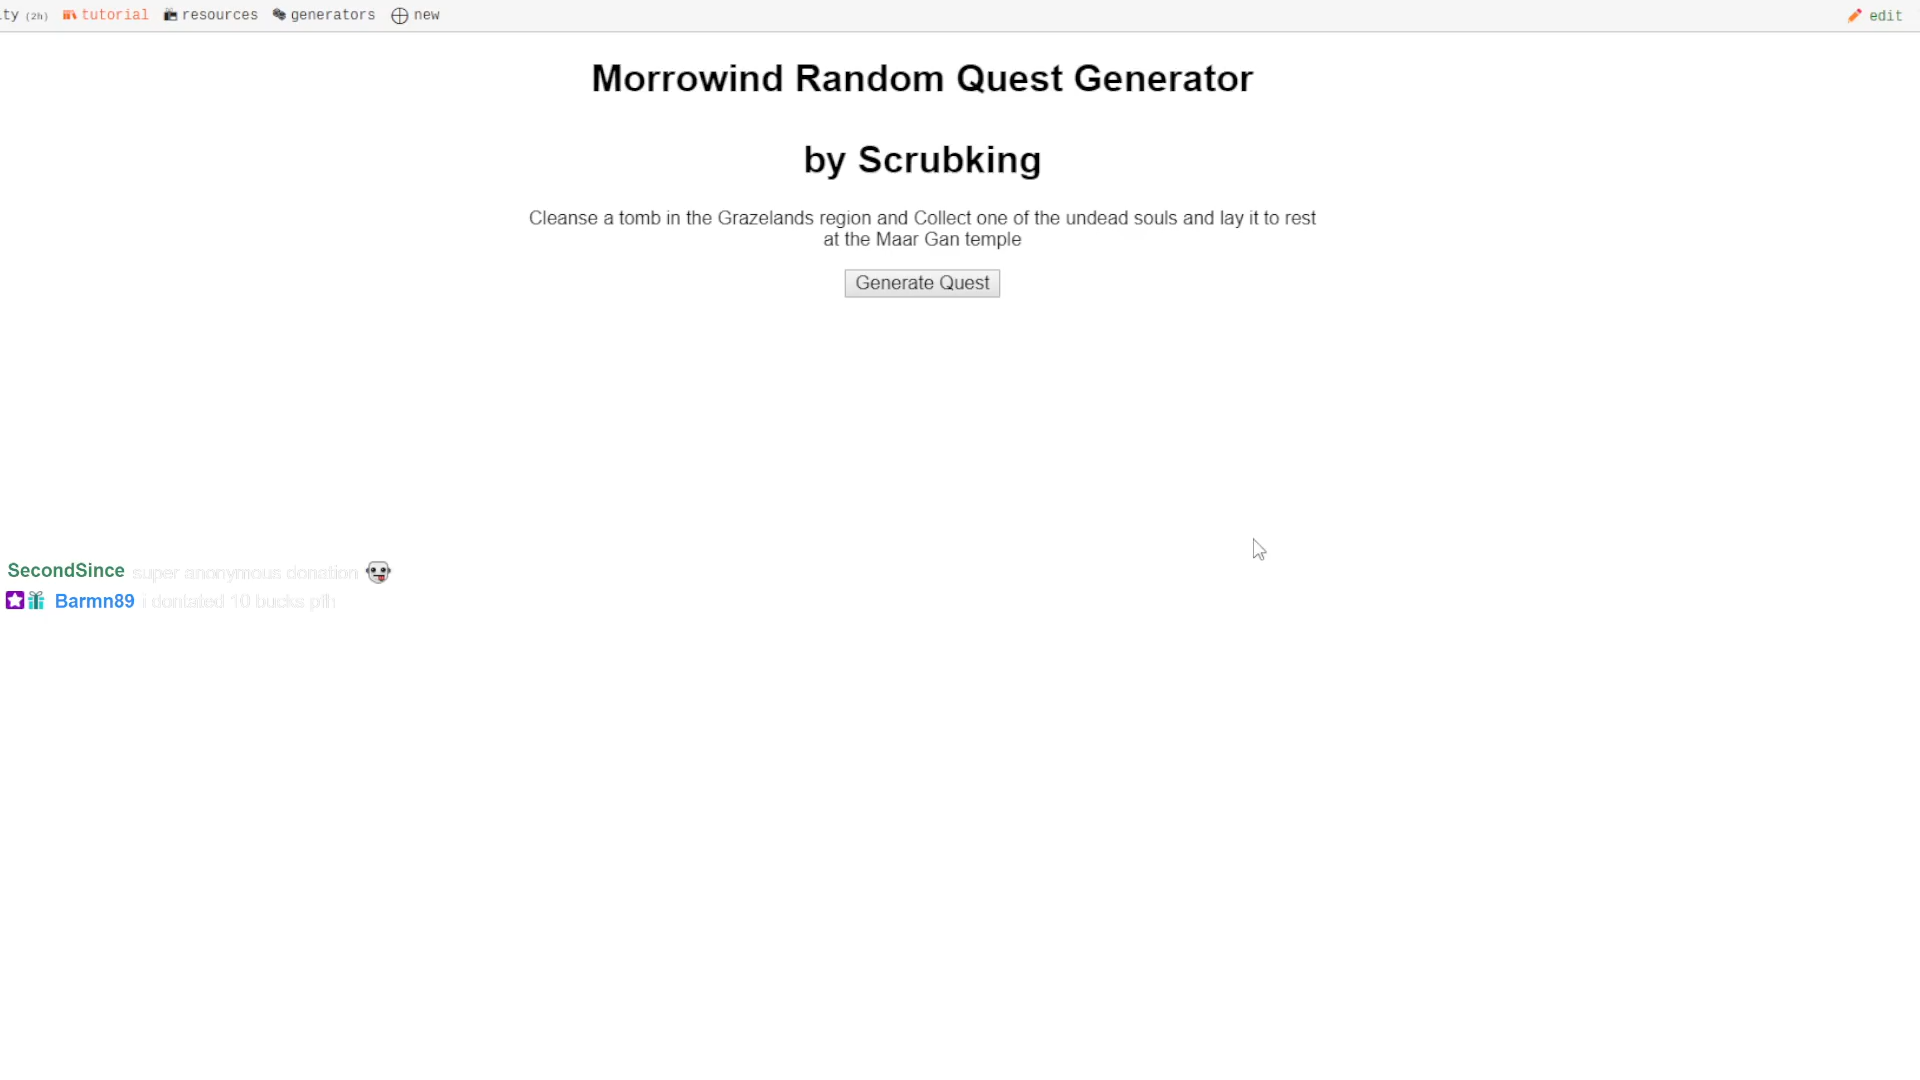 ty (2h) tutorial resources generators new edit
Morrowind Random Quest Generator
by Scrubking
Cleanse a tomb in the Grazelands region and Collect one of the undead souls and lay it to rest
at the Maar Gan temple
Generate Quest
SecondSince super anonymous donation
Barmn89 i dontated 10 bucks pffh